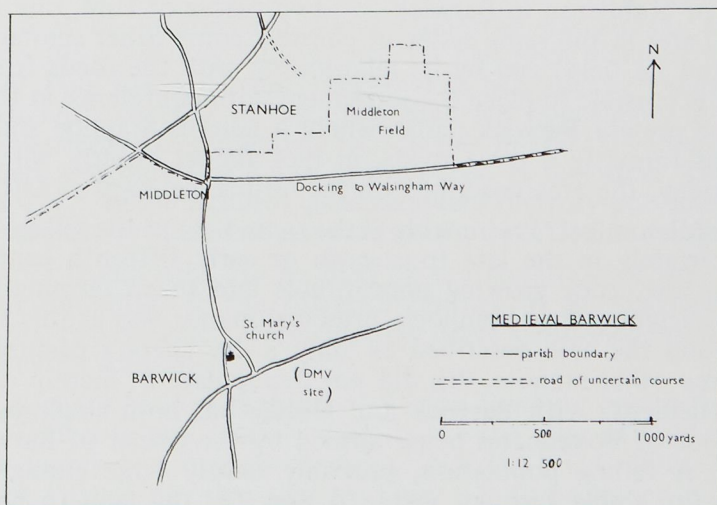 N
STANHOE
Middleton
Field
MIDDLETON
Docking to Walsingham Way
St Mary's
church
BARWICK
(DMV
site)
MEDIEVAL BARWICK
parish boundary
road of uncertain course
0 500 1000 yards
1:12 500